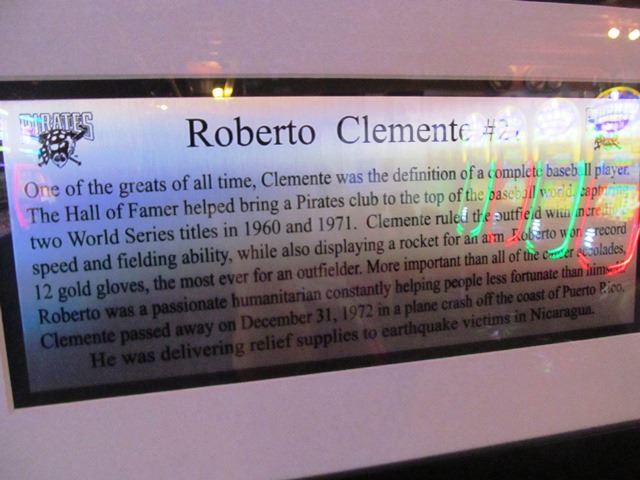 PIRATES
Roberto Clemente #2
One of the greats of all time, Clemente was the definition of a complete baseball player.
The Hall of Famer helped bring a Pirates club to the top of the baseball world, capturing
two World Series titles in 1960 and 1971. Clemente ruled the outfield with
speed and fielding ability, while also displaying a rocket for an arm. Roberto won record
12 gold gloves, the most ever for an outfielder. More important than all of the career accolades,
Roberto was a passionate humanitarian constantly helping people less fortunate than himself.
Clemente passed away on December 31, 1972 in a plane crash off the coast of Puerto Rico.
He was delivering relief supplies to earthquake victims in Nicaragua.